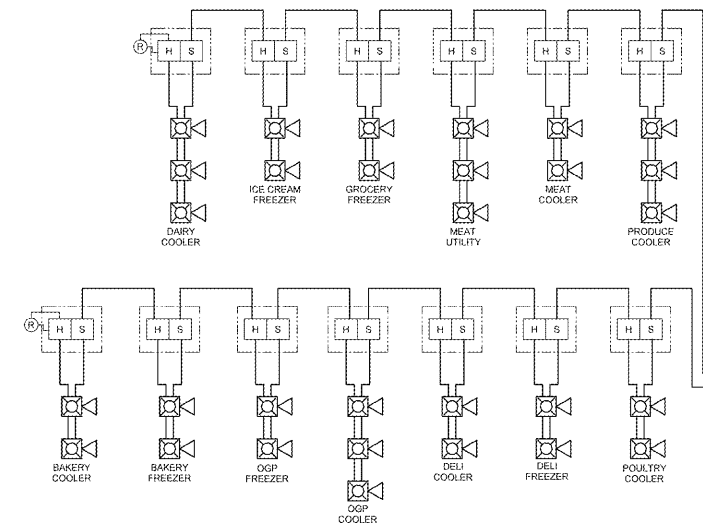 R H S H S H S H S H S H S
ICE CREAM FREEZER
GROCERY FREEZER
MEAT COOLER
DAIRY COOLER
MEAT UTILITY
PRODUCE COOLER
R H S H S H S H S H S H S H S
BAKERY COOLER
BAKERY FREEZER
OGP FREEZER
DELI COOLER
DELI FREEZER
POULTRY COOLER
OGP COOLER